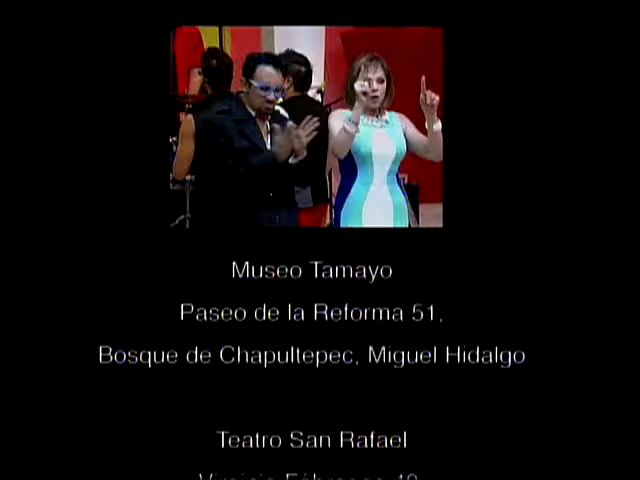 Museo Tamayo
Paseo de la Reforma 51,
Bosque de Chapultepec, Miguel Hidalgo
Teatro San Rafael